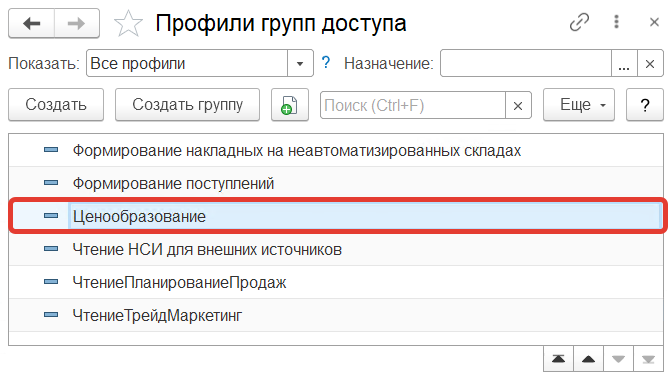 Профили групп доступа
Показать: Все профили ? Назначение: ...
Создать Создать группу Поиск (Ctrl+F) Еще ?
Формирование накладных на неавтоматизированных складах
Формирование поступлений
Ценообразование
Чтение НСИ для внешних источников
ЧтениеПланированиеПродаж
ЧтениеТрейдМаркетинг